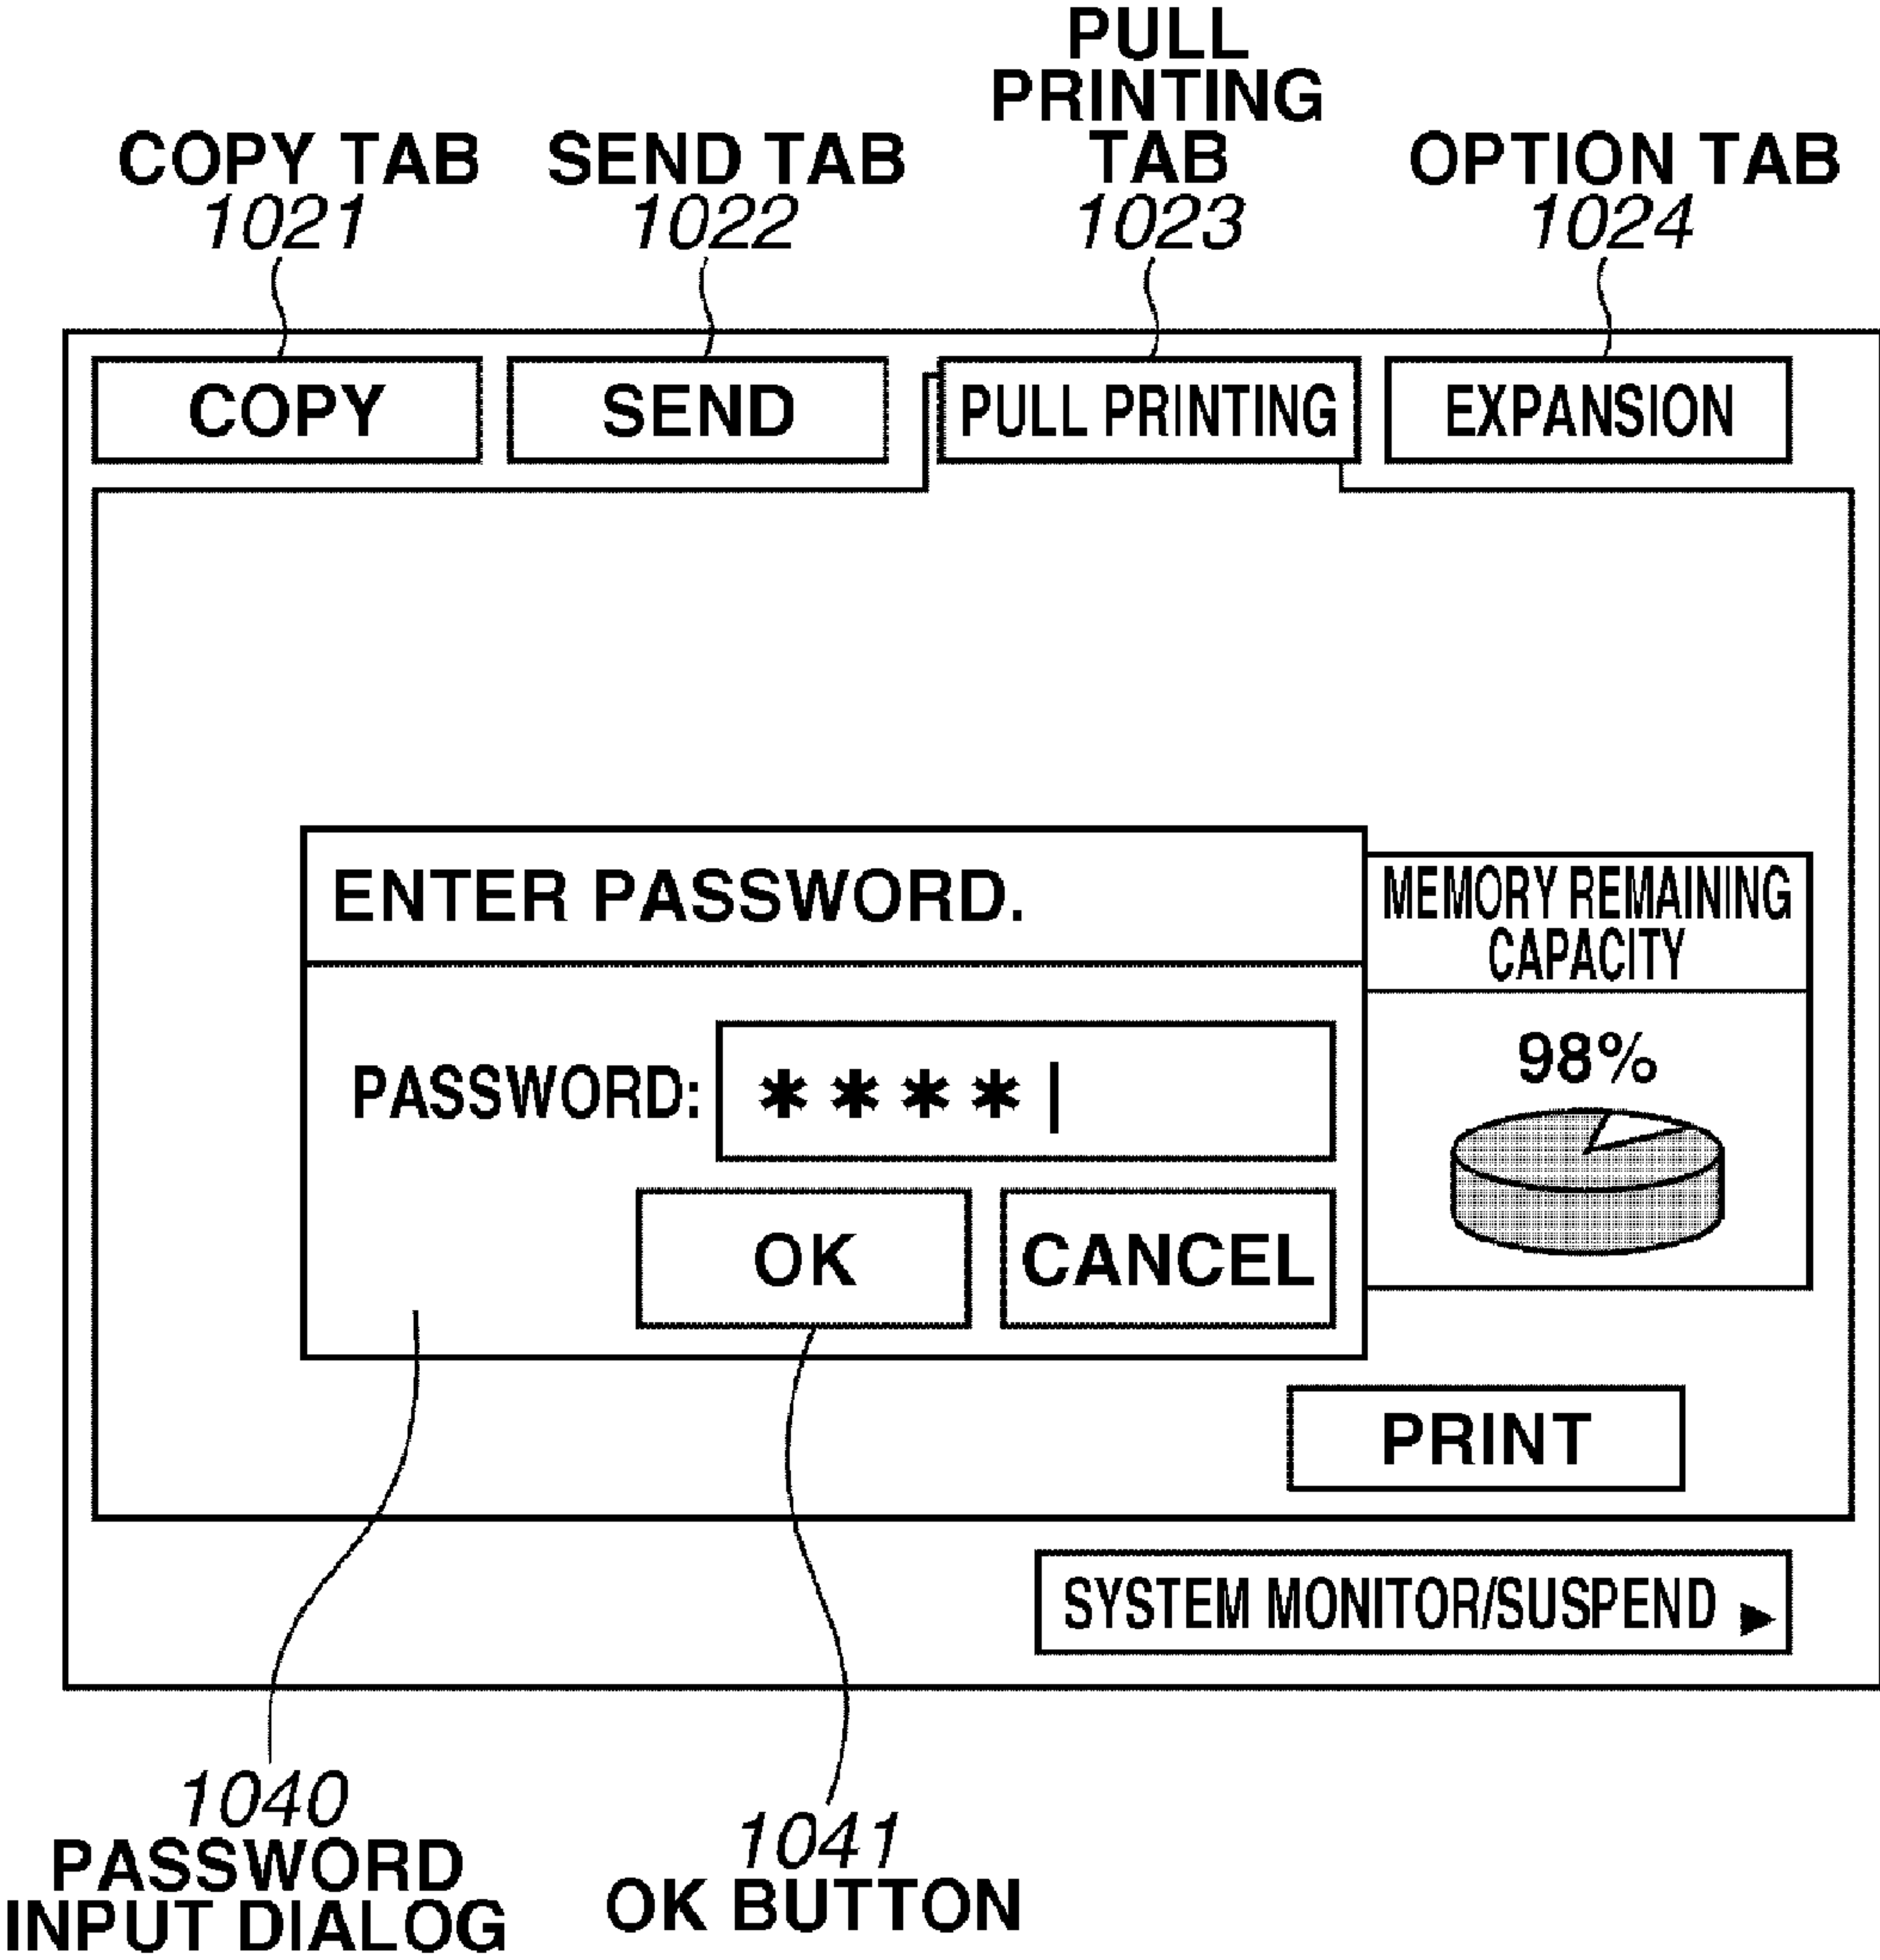 PULL
PRINTING
COPY TAB SEND TAB TAB OPTION TAB
1021 1022 1023 1024
COPY SEND PULL PRINTING EXPANSION
ENTER PASSWORD.
MEMORY REMAINING
CAPACITY
98%
PASSWORD: ****|
OK CANCEL
PRINT
SYSTEM MONITOR/SUSPEND ▶
1040
PASSWORD
INPUT DIALOG
1041
OK BUTTON